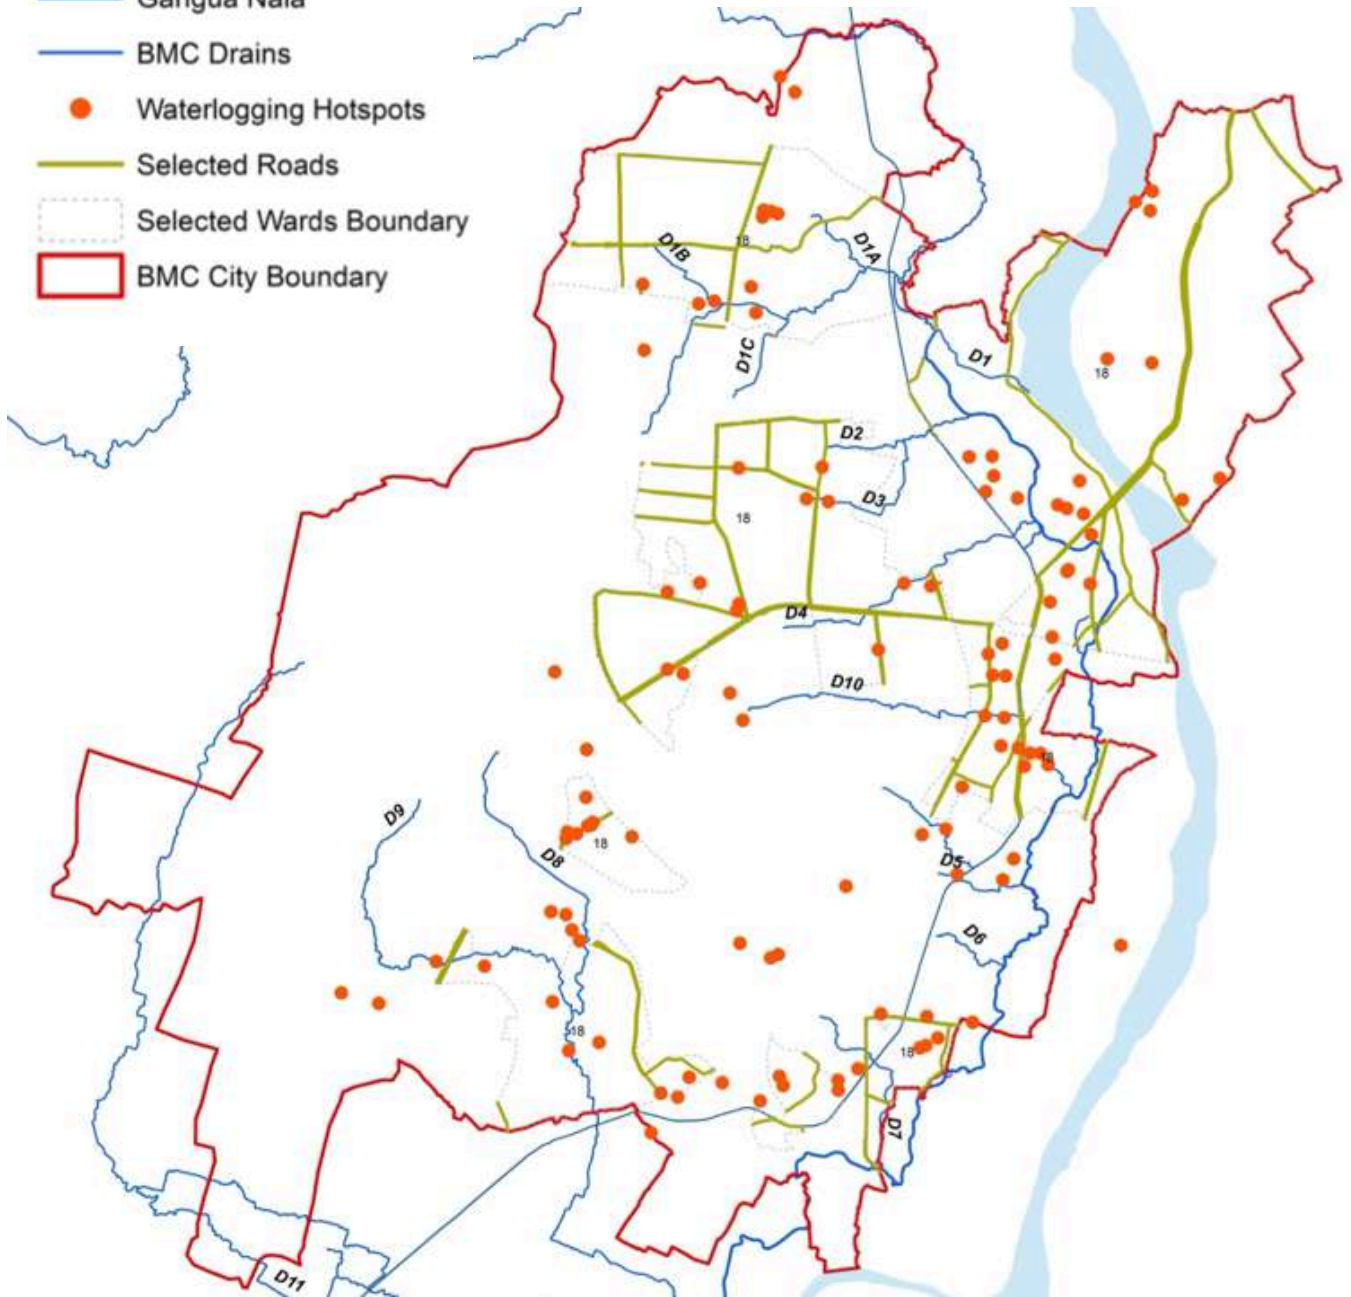 Gangua Nala
BMC Drains
Waterlogging Hotspots
Selected Roads
Selected Wards Boundary
BMC City Boundary
18
D1B
D1A
D1C
D1
18
D2
D3
18
D4
D10
18
D9
D8
18
D5
D6
18
18
D7
D11